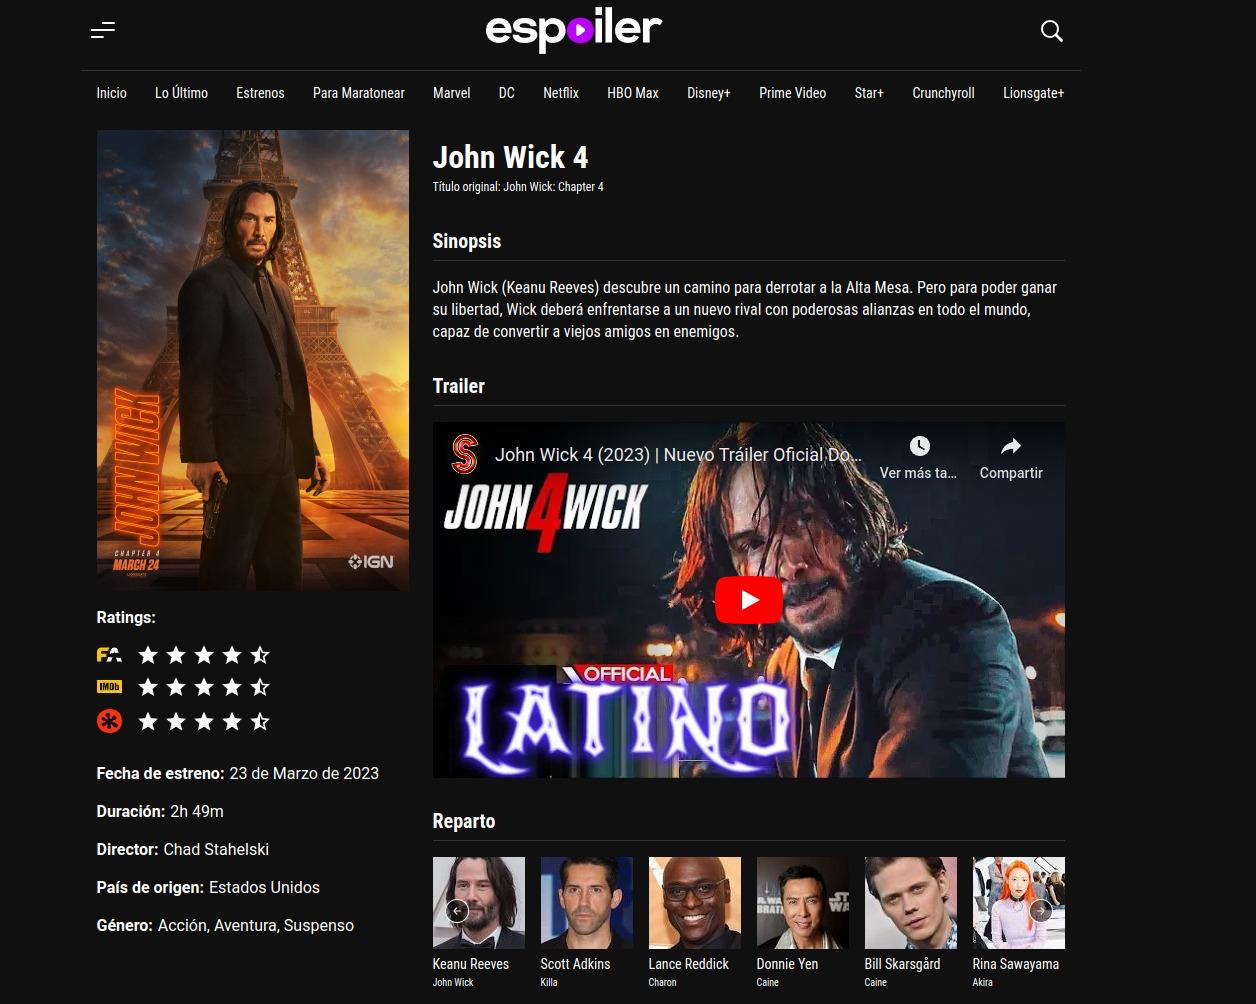 espoiler
Inicio Lo Último Estrenos Para Maratonear Marvel DC Netflix HBO Max Disney+ Prime Video Star+ Crunchyroll Lionsgate+
JOHN WICK
CHAPTER 4
MARCH 24
LIONSGATE
IGN
Ratings:
FA
IMDb
Fecha de estreno: 23 de Marzo de 2023
Duración: 2h 49m
Director: Chad Stahelski
País de origen: Estados Unidos
Género: Acción, Aventura, Suspenso
John Wick 4
Título original: John Wick: Chapter 4
Sinopsis
John Wick (Keanu Reeves) descubre un camino para derrotar a la Alta Mesa. Pero para poder ganar
su libertad, Wick deberá enfrentarse a un nuevo rival con poderosas alianzas en todo el mundo,
capaz de convertir a viejos amigos en enemigos.
Trailer
S John Wick 4 (2023) | Nuevo Tráiler Oficial Do...
Ver más ta... Compartir
JOHN 4 WICK
OFFICIAL
LATINO
Reparto
Keanu Reeves Scott Adkins Lance Reddick Donnie Yen Bill Skarsgård Rina Sawayama
John Wick Killa Charon Caine Caine Akira